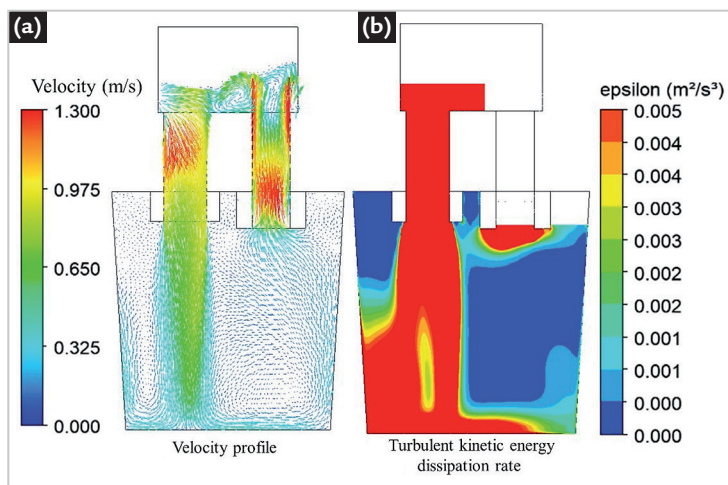 (a)
Velocity (m/s)
1.300
0.975
0.650
0.325
0.000
Velocity profile
(b)
epsilon (m²/s³)
0.005
0.004
0.004
0.003
0.003
0.002
0.002
0.001
0.001
0.000
0.000
Turbulent kinetic energy
dissipation rate